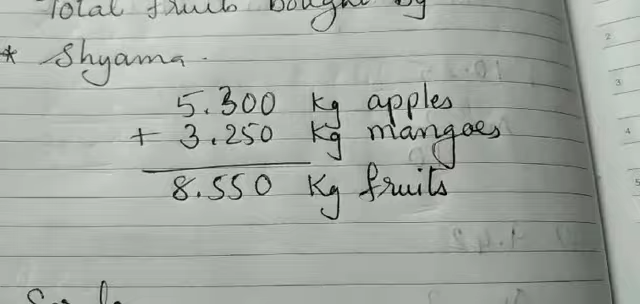 Total fruits bought by
* Shyama.
5.300 kg apples
+ 3.250 kg mangoes
8.550 kg fruits